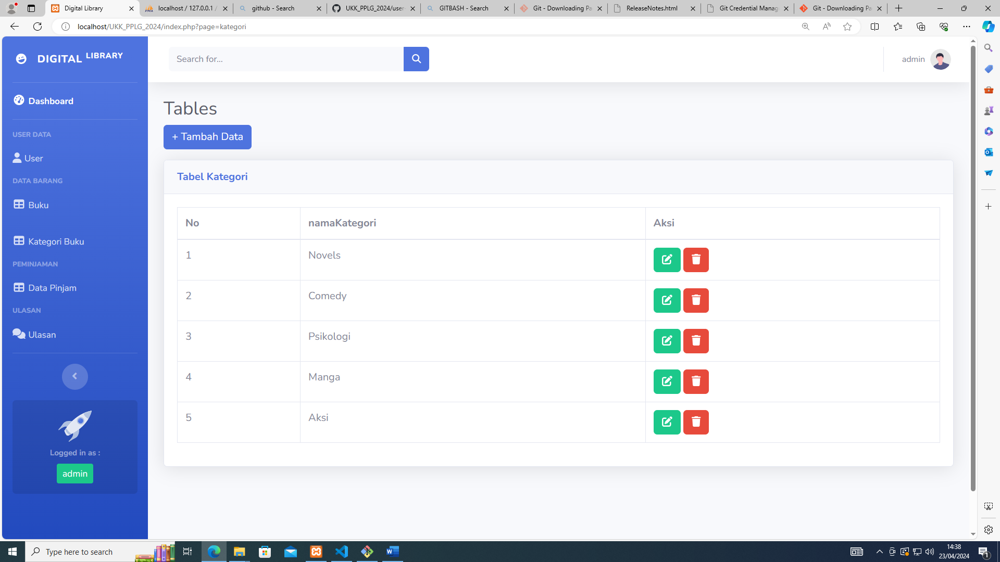 Digital Library
localhost / 127.0.0.1 /
github - Search
UKK_PPLG_2024/user
GITBASH - Search
Git - Downloading Pa
ReleaseNotes.html
Git Credential Manag
Git - Downloading Pa
localhost/UKK_PPLG_2024/index.php?page=kategori
DIGITAL LIBRARY
Search for...
admin
Dashboard
USER DATA
User
DATA BARANG
Buku
Kategori Buku
PEMINJAMAN
Data Pinjam
ULASAN
Ulasan
Logged in as :
admin
Tables
+ Tambah Data
Tabel Kategori
No namaKategori Aksi
1 Novels
2 Comedy
3 Psikologi
4 Manga
5 Aksi
Type here to search
14:38
23/04/2024
1